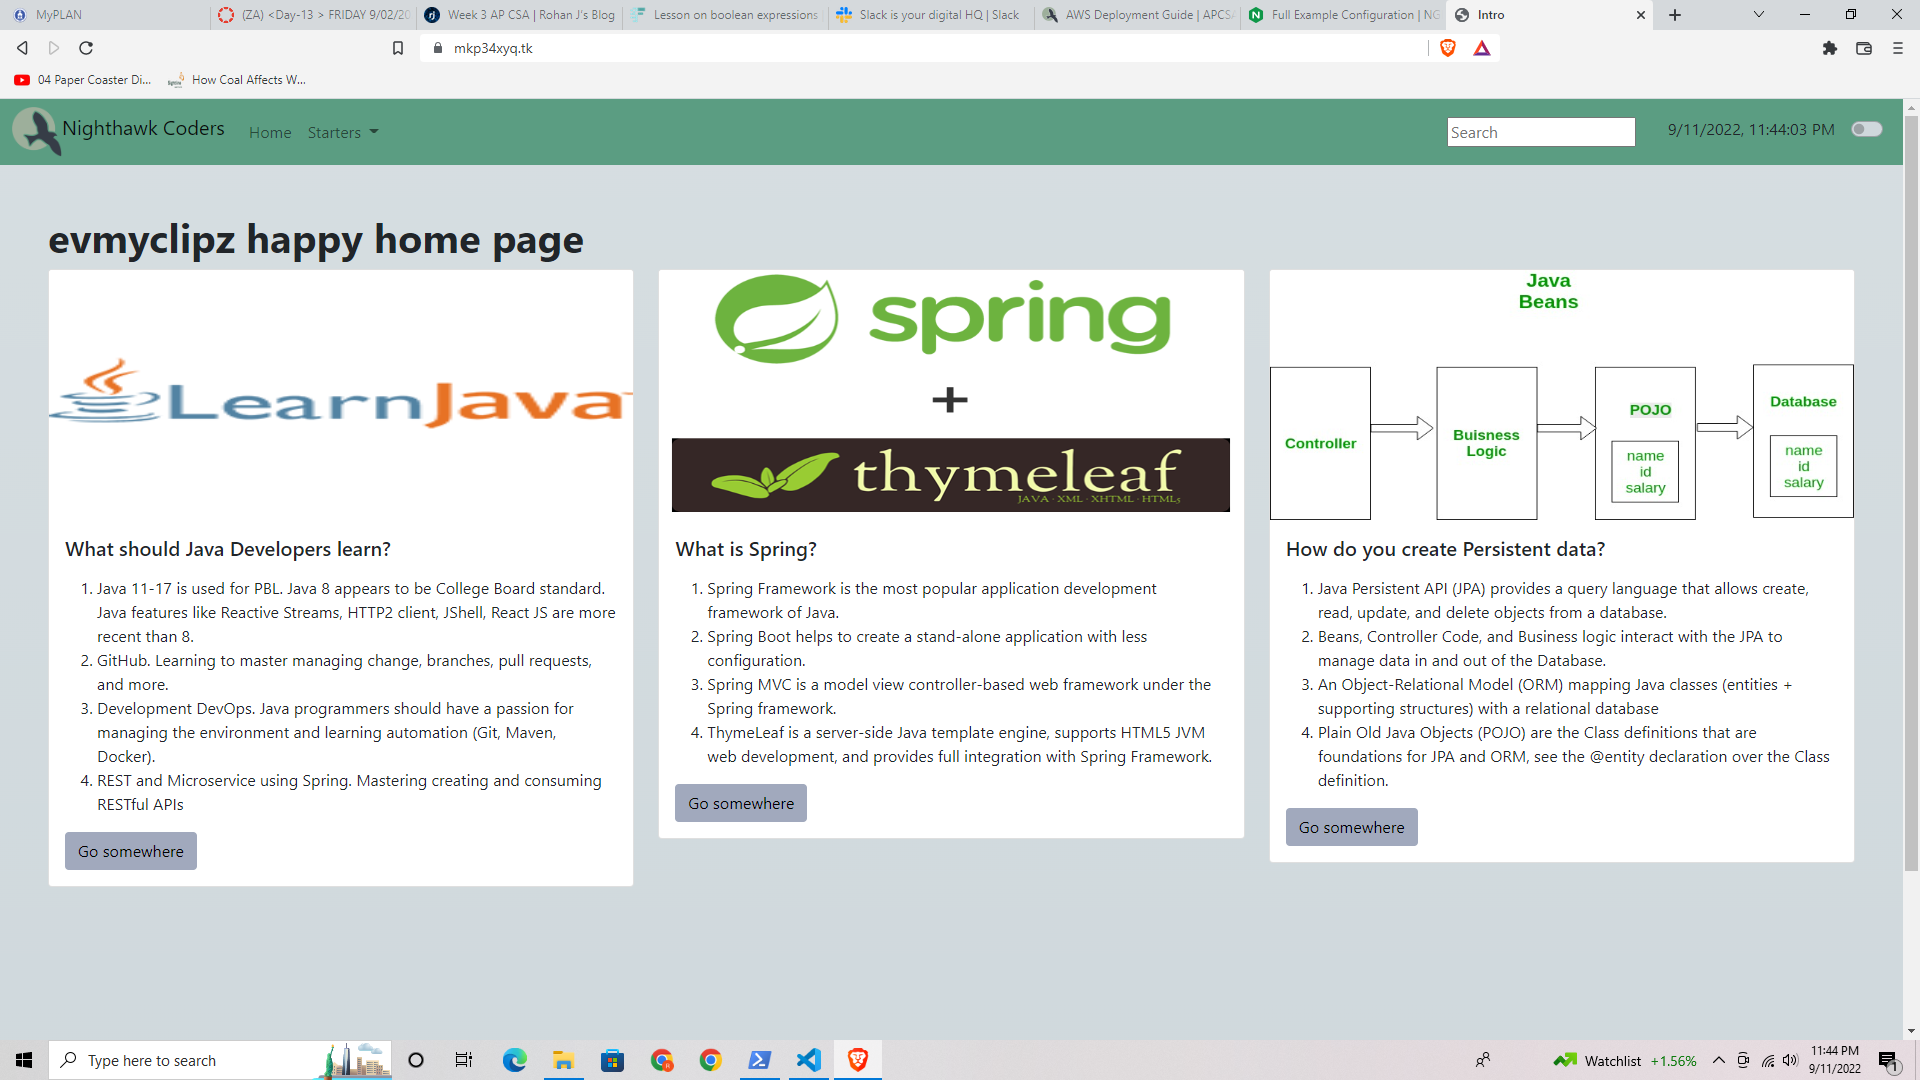 MyPLAN
(ZA) <Day-13 > FRIDAY 9/02/20
Week 3 AP CSA | Rohan J's Blog
Lesson on boolean expressions
Slack is your digital HQ | Slack
AWS Deployment Guide | APCSA
Full Example Configuration | NG
Intro
mkp34xyq.tk
04 Paper Coaster Di...
How Coal Affects W...
Nighthawk Coders
Home
Starters
Search
9/11/2022, 11:44:03 PM
evmyclipz happy home page
LearnJava
What should Java Developers learn?
1. Java 11-17 is used for PBL. Java 8 appears to be College Board standard.
Java features like Reactive Streams, HTTP2 client, JShell, React JS are more
recent than 8.
2. GitHub. Learning to master managing change, branches, pull requests,
and more.
3. Development DevOps. Java programmers should have a passion for
managing the environment and learning automation (Git, Maven,
Docker).
4. REST and Microservice using Spring. Mastering creating and consuming
RESTful APIs
Go somewhere
spring
+
thymeleaf
JAVA · XML · XHTML · HTML5
What is Spring?
1. Spring Framework is the most popular application development
framework of Java.
2. Spring Boot helps to create a stand-alone application with less
configuration.
3. Spring MVC is a model view controller-based web framework under the
Spring framework.
4. ThymeLeaf is a server-side Java template engine, supports HTML5 JVM
web development, and provides full integration with Spring Framework.
Go somewhere
Java
Beans
Controller
Buisness
Logic
POJO
name
id
salary
Database
name
id
salary
How do you create Persistent data?
1. Java Persistent API (JPA) provides a query language that allows create,
read, update, and delete objects from a database.
2. Beans, Controller Code, and Business logic interact with the JPA to
manage data in and out of the Database.
3. An Object-Relational Model (ORM) mapping Java classes (entities +
supporting structures) with a relational database
4. Plain Old Java Objects (POJO) are the Class definitions that are
foundations for JPA and ORM, see the @entity declaration over the Class
definition.
Go somewhere
Type here to search
Watchlist +1.56%
11:44 PM
9/11/2022
1